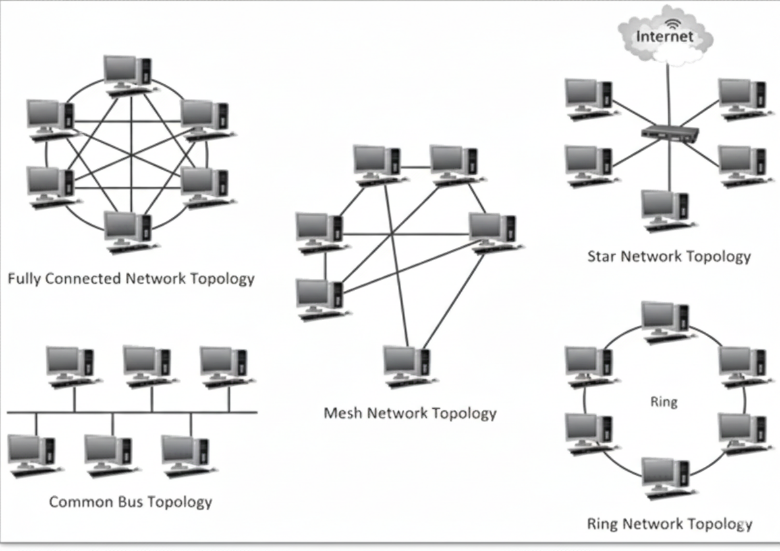 Internet
Star Network Topology
Fully Connected Network Topology
Mesh Network Topology
Ring
Common Bus Topology
Ring Network Topology